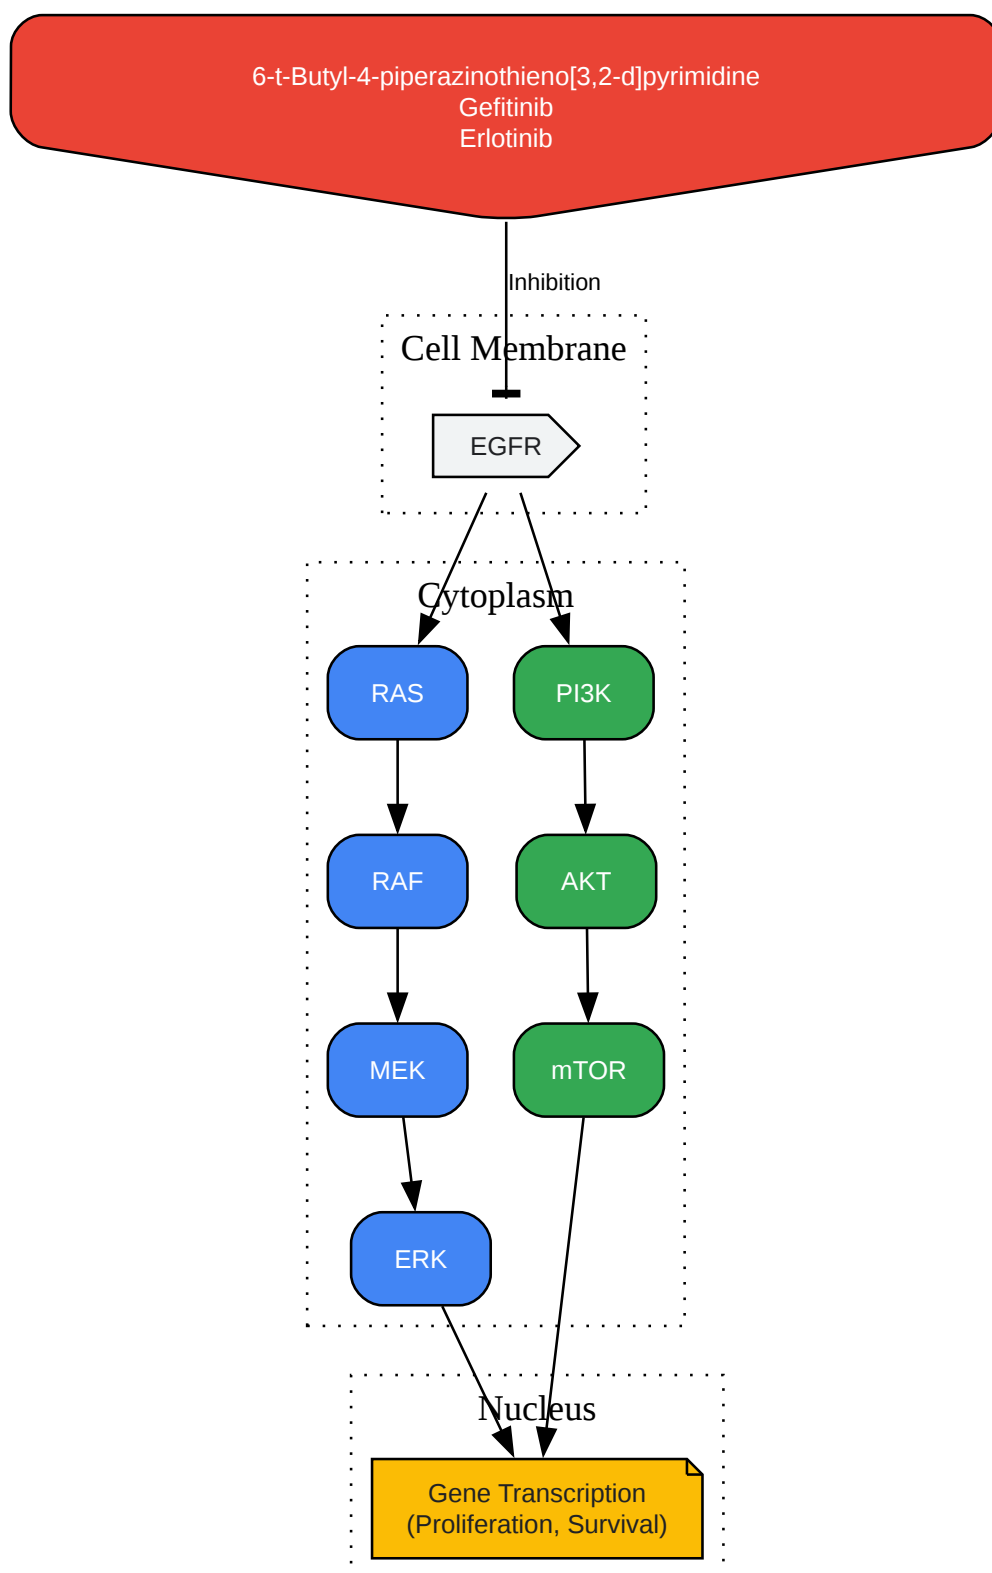 6-t-Butyl-4-piperazinothieno[3,2-d]pyrimidine
Gefitinib
Erlotinib
Inhibition
Cell Membrane
EGFR
Cytoplasm
RAS
PI3K
RAF
AKT
MEK
mTOR
ERK
Nucleus
Gene Transcription
(Proliferation, Survival)